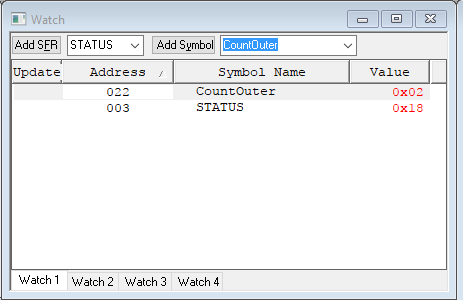 Watch
Add SFR STATUS Add Symbol CountOuter
Update Address / Symbol Name Value
022 CountOuter 0x02
003 STATUS 0x18
Watch 1 Watch 2 Watch 3 Watch 4